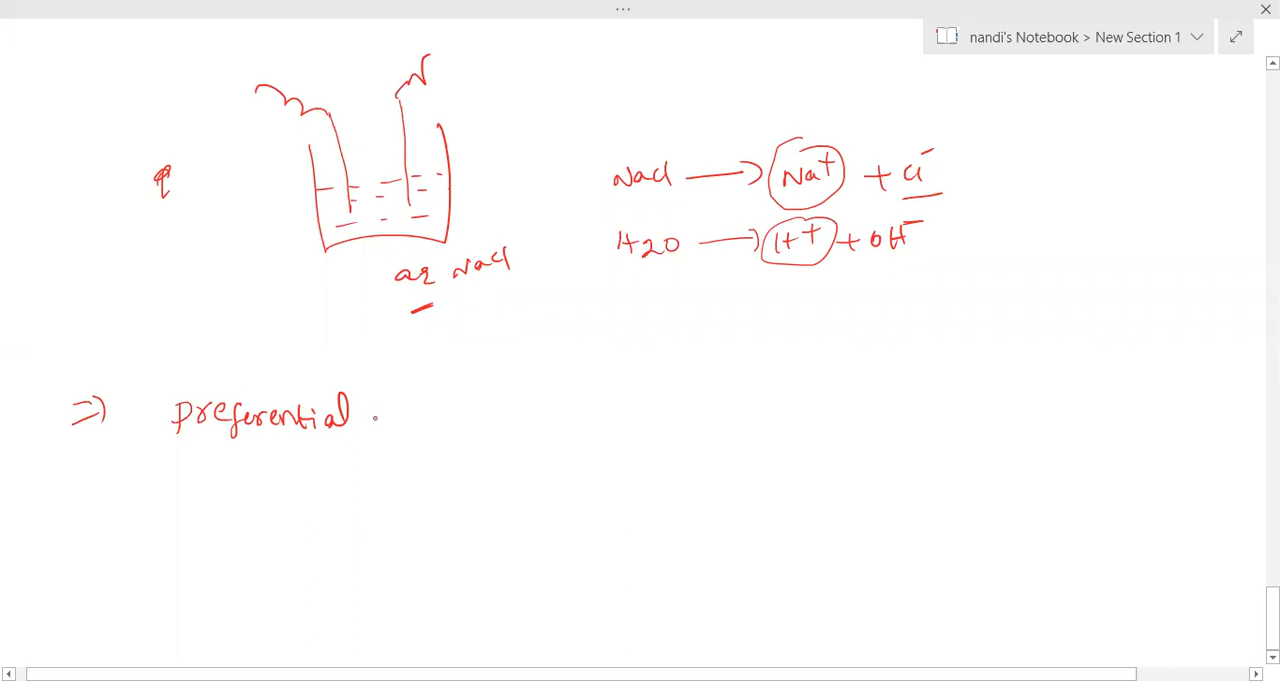 nandi's Notebook > New Section 1
NaCl → Na⁺ + Cl⁻
H2O → H⁺ + OH⁻
aq NaCl
⇒ Preferential